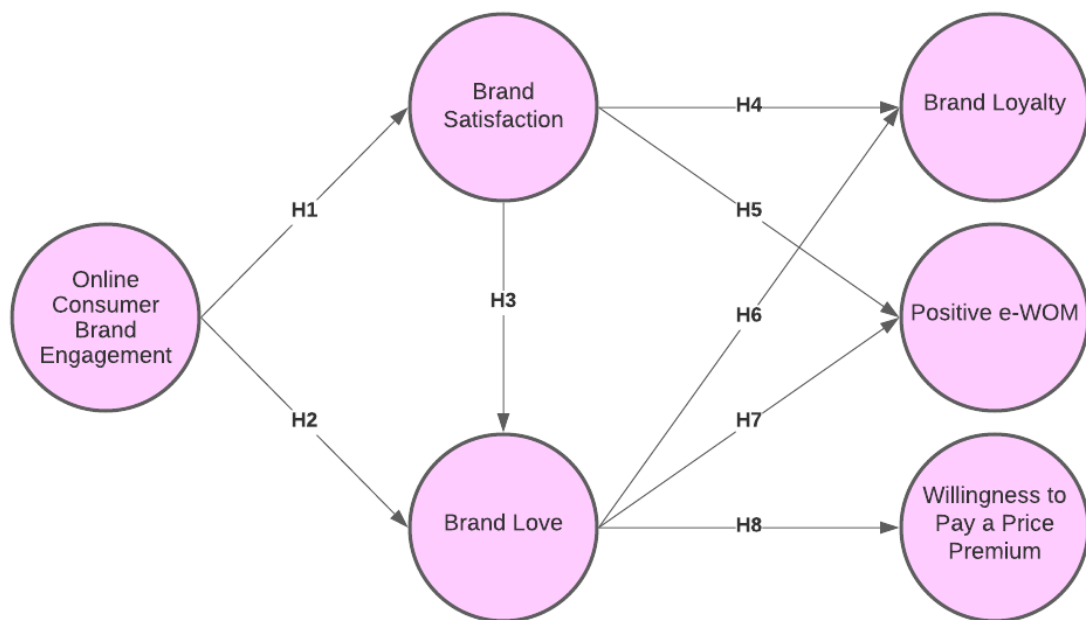 Brand
Satisfaction
H4
Brand Loyalty
H1
H5
Online
Consumer
Brand
Engagement
H3
H6
Positive e-WOM
H2
H7
Brand Love
H8
Willingness to
Pay a Price
Premium